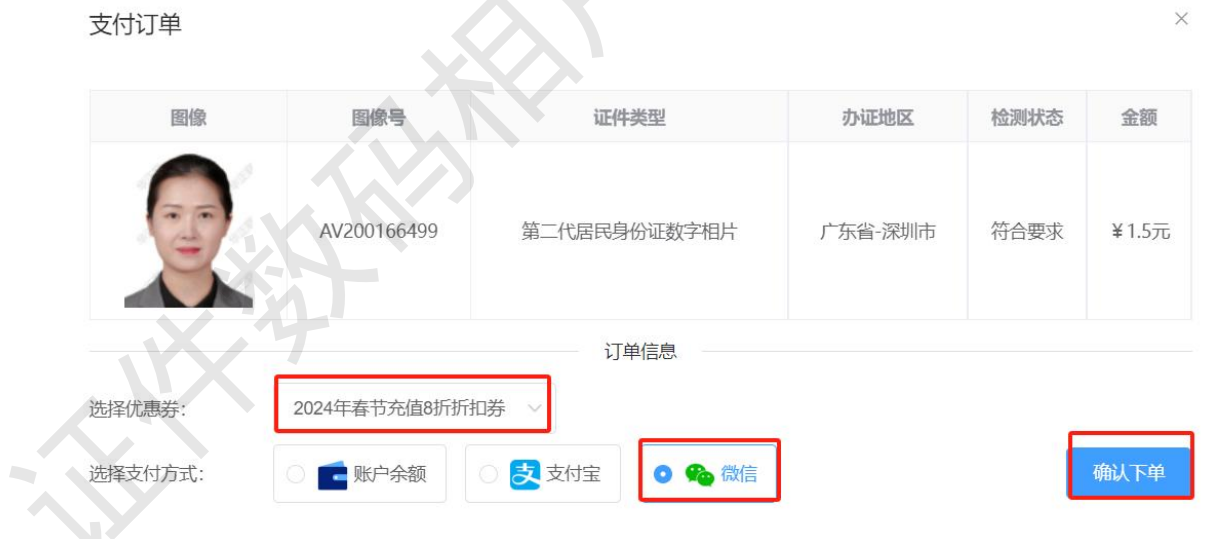 支付订单
×
图像 图像号 证件类型 办证地区 检测状态 金额
AV200166499 第二代居民身份证数字相片 广东省-深圳市 符合要求 ¥1.5元
订单信息
选择优惠券： 2024年春节充值8折折扣券
选择支付方式： 账户余额 支 支付宝 微信 确认下单
证件数码相片